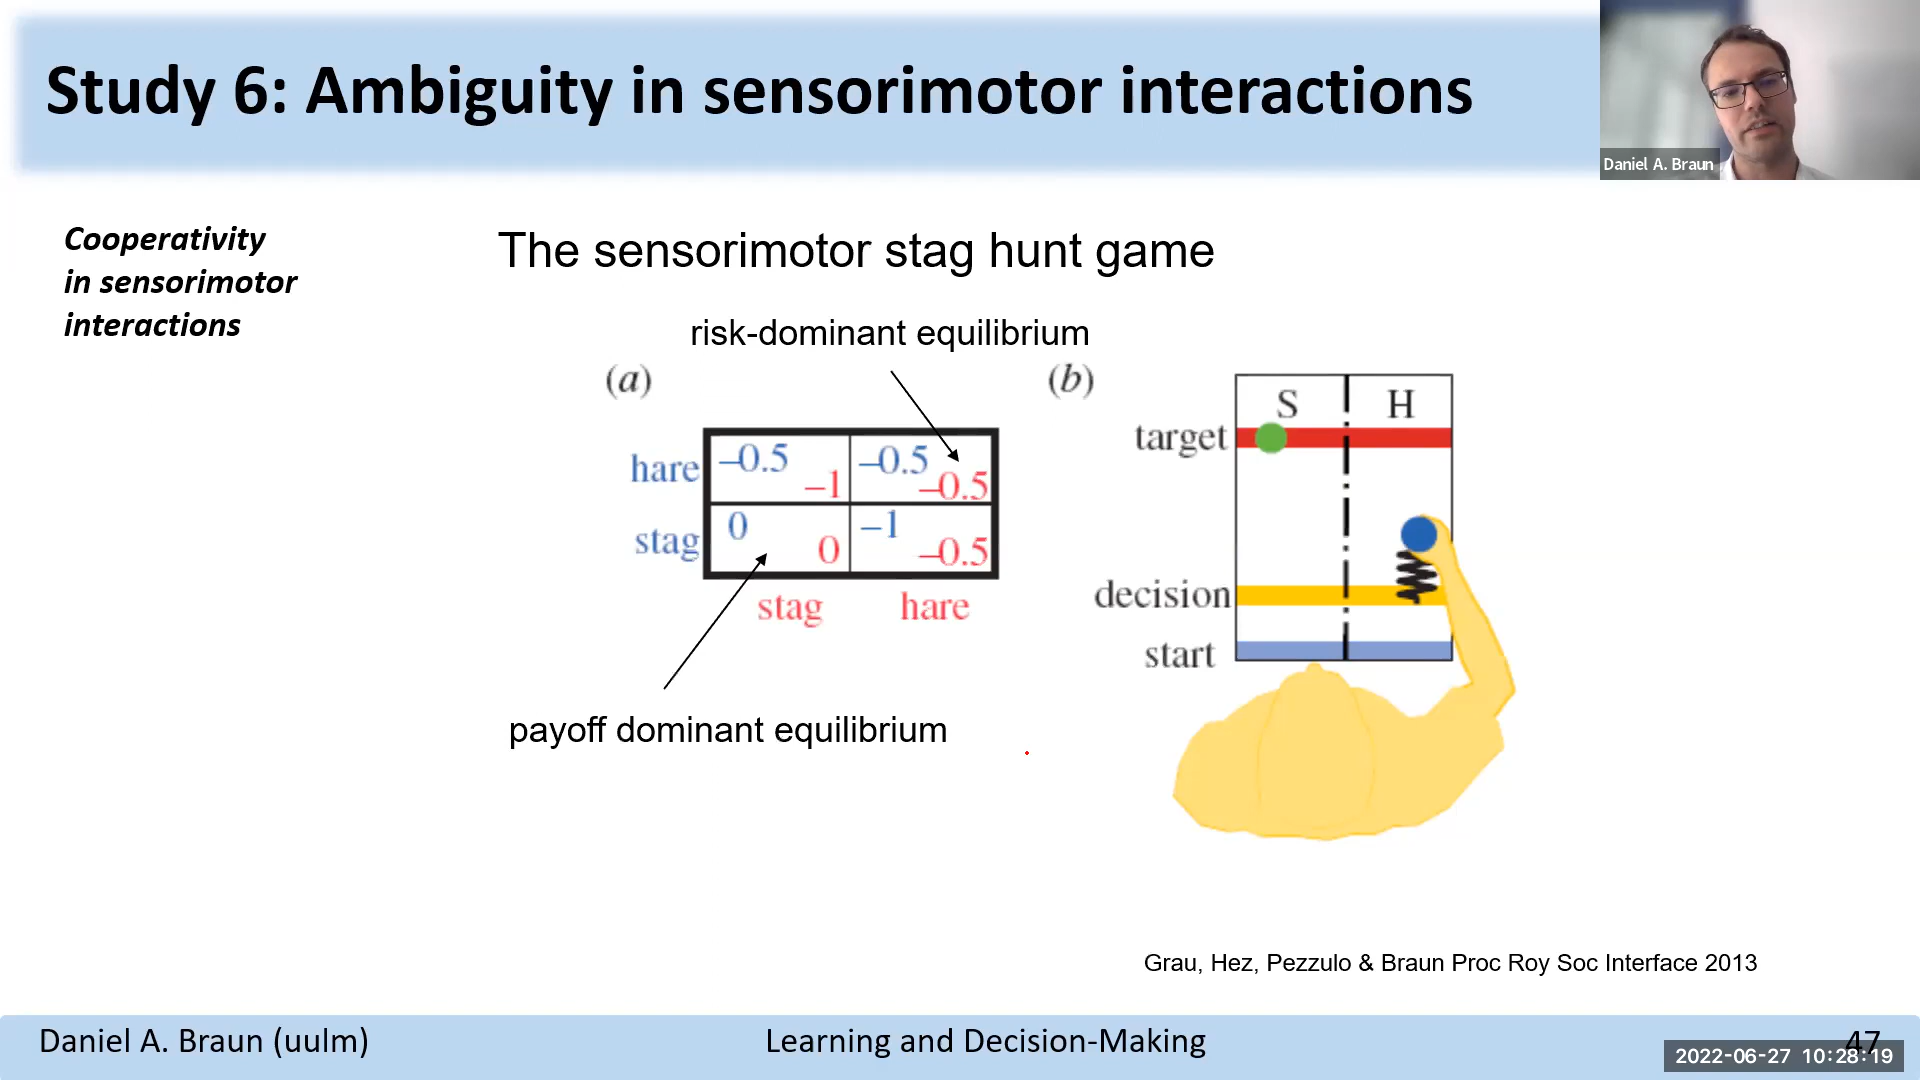 Study 6: Ambiguity in sensorimotor interactions
Daniel A. Braun
Cooperativity
in sensorimotor
interactions
The sensorimotor stag hunt game
risk-dominant equilibrium
(a)
hare –0.5 –1 –0.5 –0.5
stag 0 0 –1 –0.5
stag hare
payoff dominant equilibrium
(b)
S H
target
decision
start
Grau, Hez, Pezzulo & Braun Proc Roy Soc Interface 2013
Daniel A. Braun (uulm) Learning and Decision-Making 47
2022-06-27 10:28:19